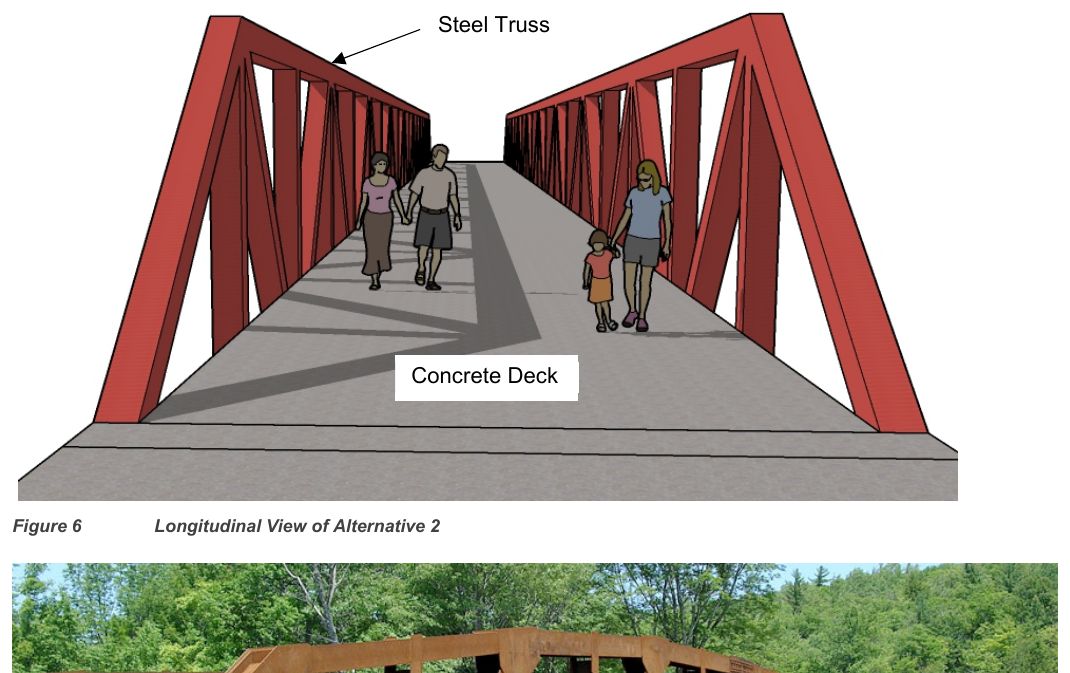 Steel Truss
Concrete Deck
Figure 6 Longitudinal View of Alternative 2